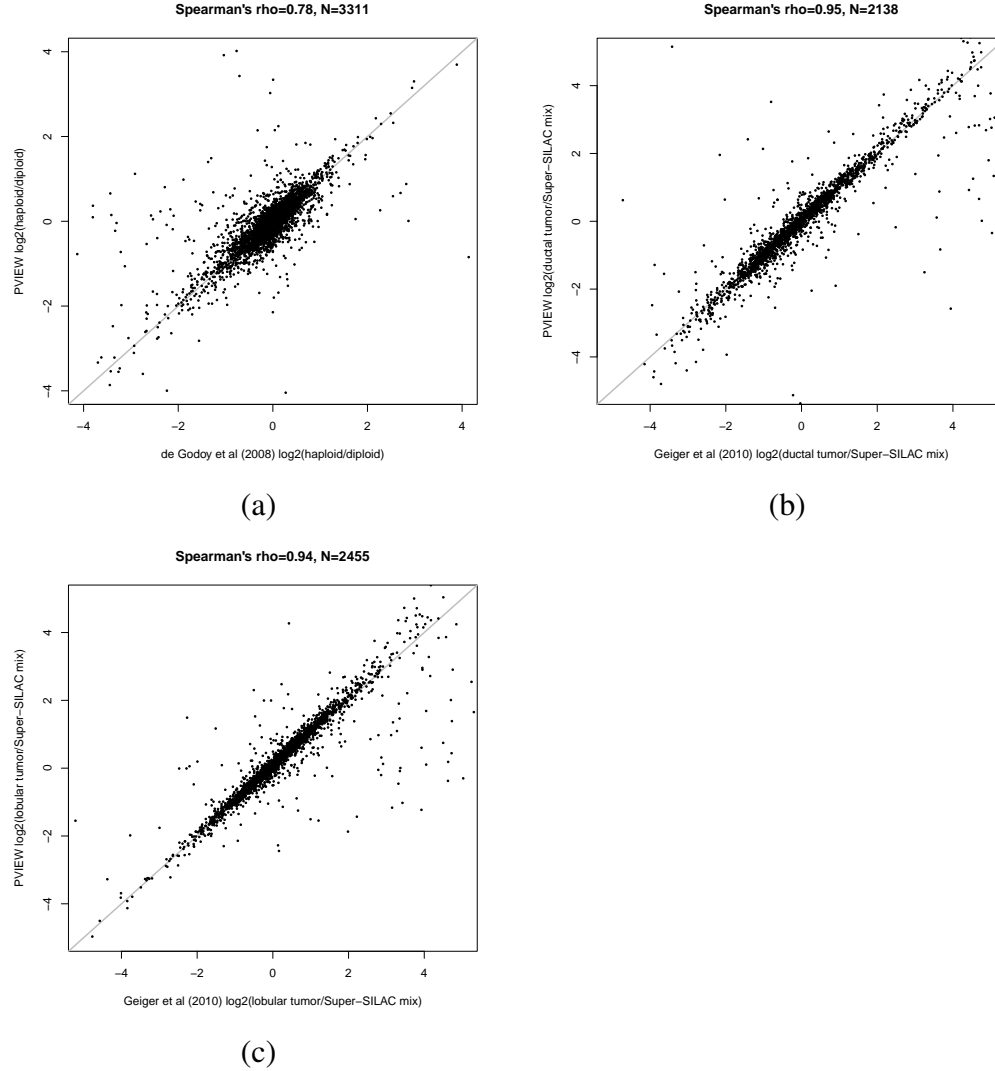 Spearman's rho=0.78, N=3311
PVIEW log2(haploid/diploid)
4
2
0
−2
−4
−4 −2 0 2 4
de Godoy et al (2008) log2(haploid/diploid)
(a)
Spearman's rho=0.95, N=2138
PVIEW log2(ductal tumor/Super−SILAC mix)
4
2
0
−2
−4
−4 −2 0 2 4
Geiger et al (2010) log2(ductal tumor/Super−SILAC mix)
(b)
Spearman's rho=0.94, N=2455
PVIEW log2(lobular tumor/Super−SILAC mix)
4
2
0
−2
−4
−4 −2 0 2 4
Geiger et al (2010) log2(lobular tumor/Super−SILAC mix)
(c)